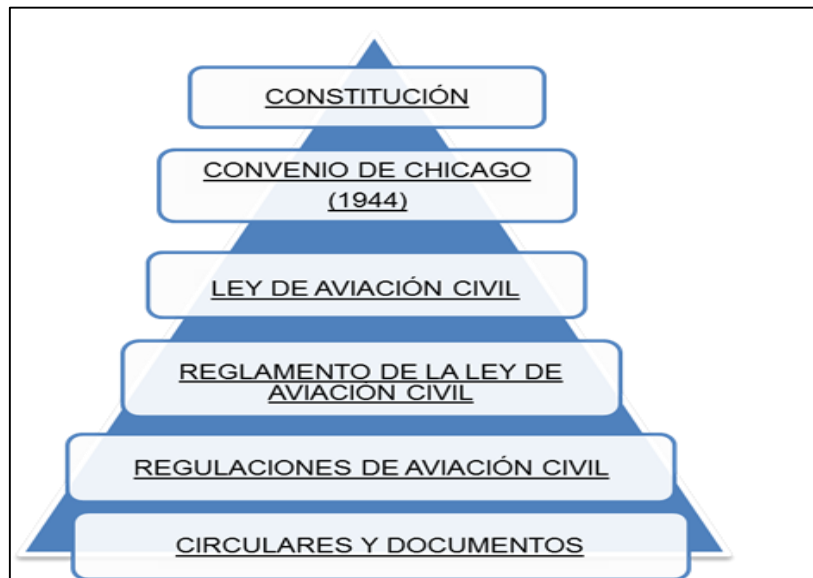 CONSTITUCIÓN
CONVENIO DE CHICAGO
(1944)
LEY DE AVIACIÓN CIVIL
REGLAMENTO DE LA LEY DE
AVIACIÓN CIVIL
REGULACIONES DE AVIACIÓN CIVIL
CIRCULARES Y DOCUMENTOS